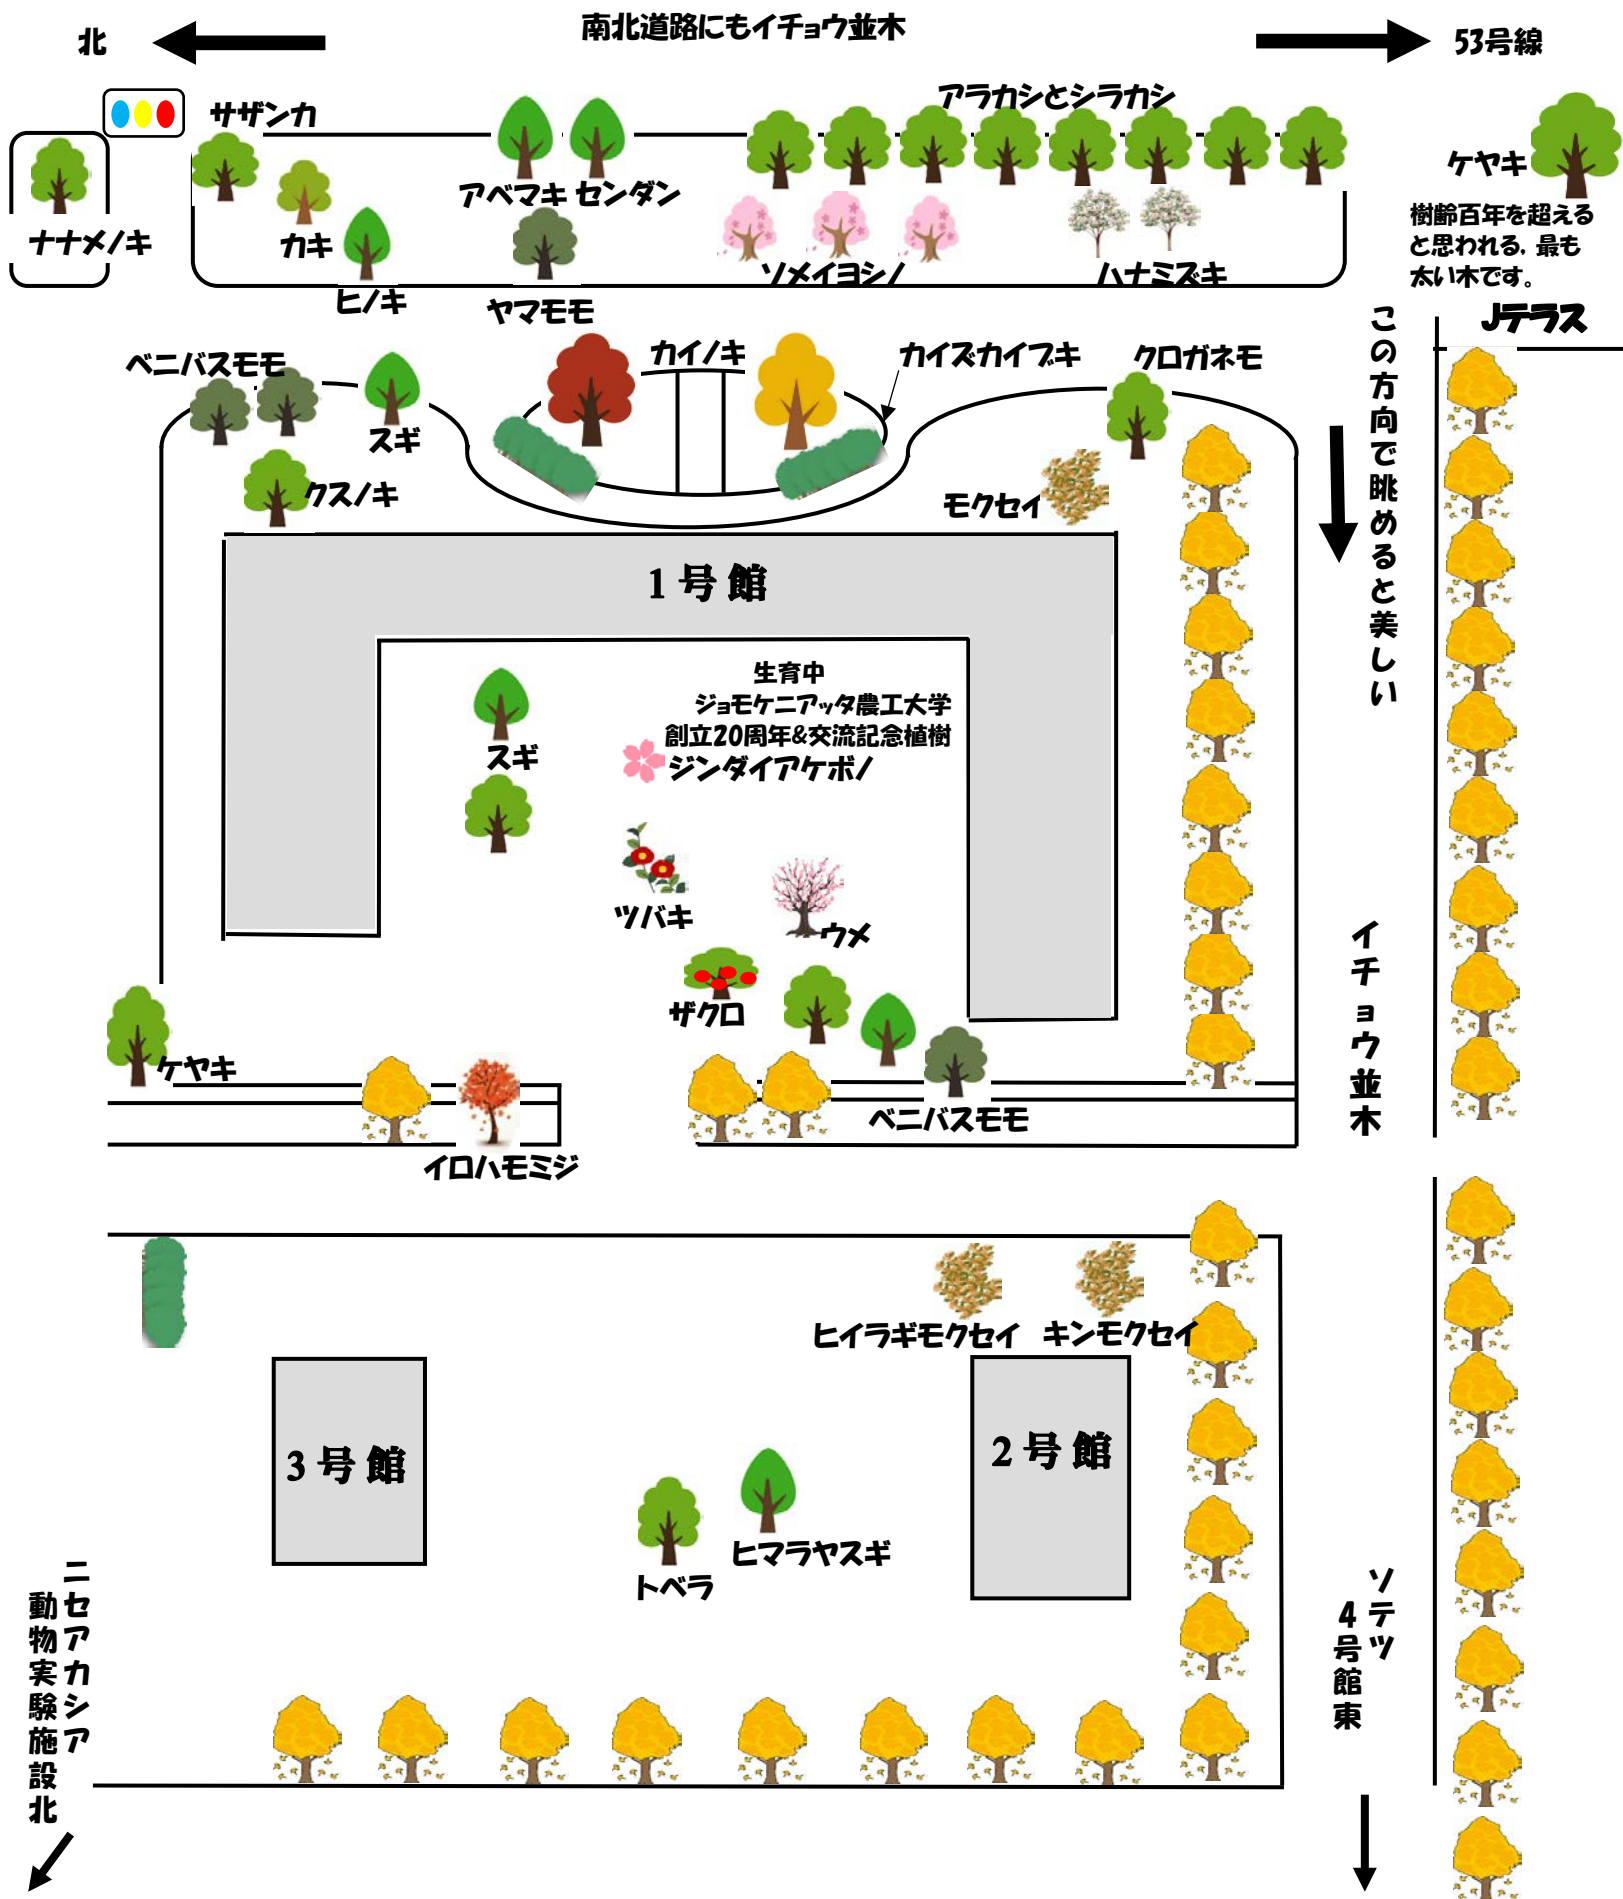 南北道路にもイチョウ並木
北
53号線
サザンカ
アラカシとシラカシ
ケヤキ
アベマキ センダン
樹齢百年を超える
と思われる、最も
太い木です。
ナナメノキ
カキ
ソメイヨシノ
ハナミズキ
ヒノキ
ヤマモモ
Jテラス
この方向で眺めると美しい
ベニバスモモ
カイノキ
カイズカイブキ
クロガネモ
スギ
クスノキ
モクセイ
1号館
生育中
ジョモケニアッタ農工大学
創立20周年&交流記念植樹
ジンダイアケボノ
スギ
ツバキ
ウメ
ザクロ
イチョウ並木
ケヤキ
ベニバスモモ
イロハモミジ
ヒイラギモクセイ
キンモクセイ
3号館
2号館
ヒマラヤスギ
トベラ
ニセアカシア
動物実験施設北
ソテツ
4号館東